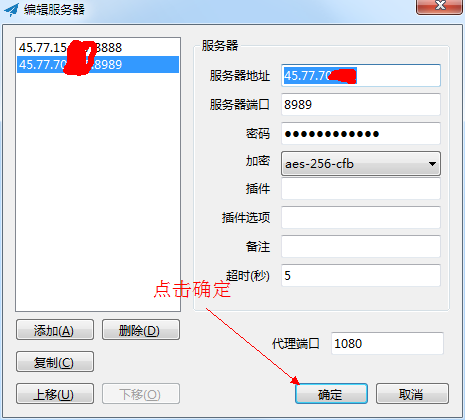 编辑服务器
45.77.15 8888
45.77.70 .8989
服务器
服务器地址 45.77.70
服务器端口 8989
密码 ●●●●●●●●●●●●
加密 aes-256-cfb
插件
插件选项
备注
超时(秒) 5
点击确定
添加(A) 删除(D)
代理端口 1080
复制(C)
上移(U) 下移(O) 确定 取消